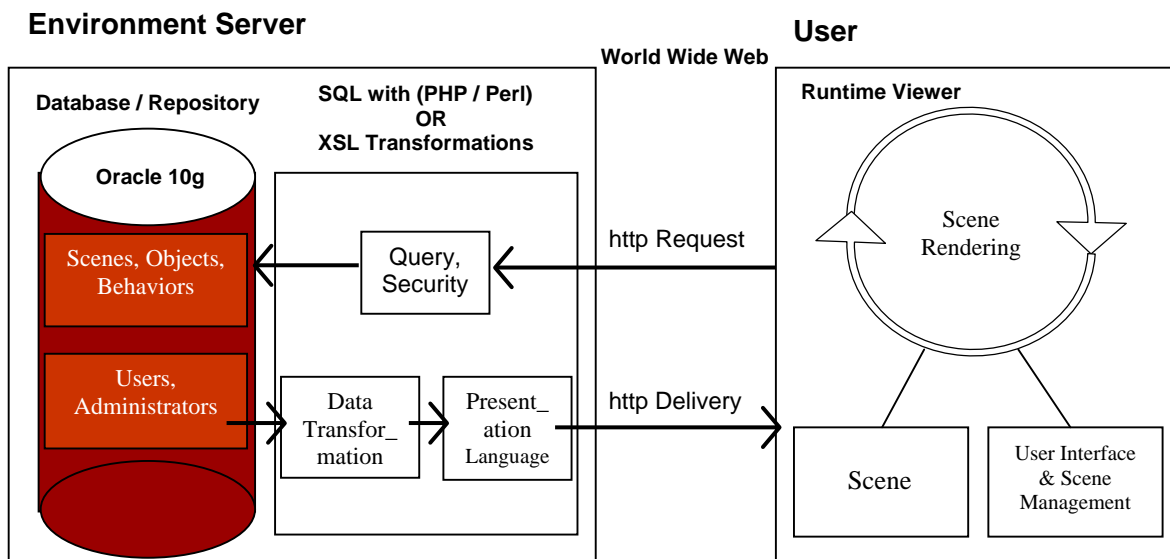 Environment Server
User
World Wide Web
Database / Repository
SQL with (PHP / Perl)
OR
XSL Transformations
Runtime Viewer
Oracle 10g
Scenes, Objects,
Behaviors
Query,
Security
http Request
Scene
Rendering
Users,
Administrators
Data
Transfor_
mation
Present_
ation
Language
http Delivery
Scene
User Interface
& Scene
Management